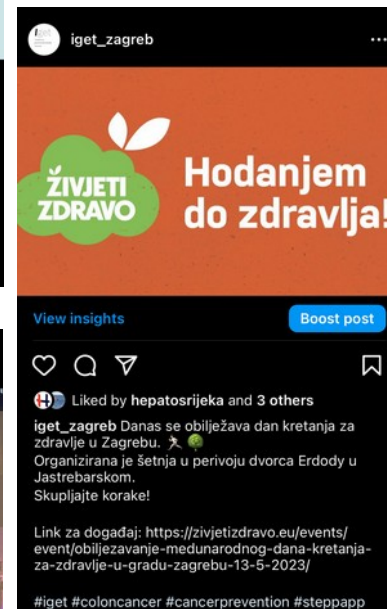 iget_zagreb
ŽIVJETI
ZDRAVO
Hodanjem
do zdravlja!
View insights
Boost post
Liked by hepatosrijeka and 3 others
iget_zagreb Danas se obilježava dan kretanja za
zdravlje u Zagrebu. 🏃🌳
Organizirana je šetnja u perivoju dvorca Erdody u
Jastrebarskom.
Skupljajte korake!
Link za događaj: https://zivjetizdravo.eu/events/
event/obiljezavanje-medunarodnog-dana-kretanja-
za-zdravlje-u-gradu-zagrebu-13-5-2023/
#iget #coloncancer #cancerprevention #steppapp